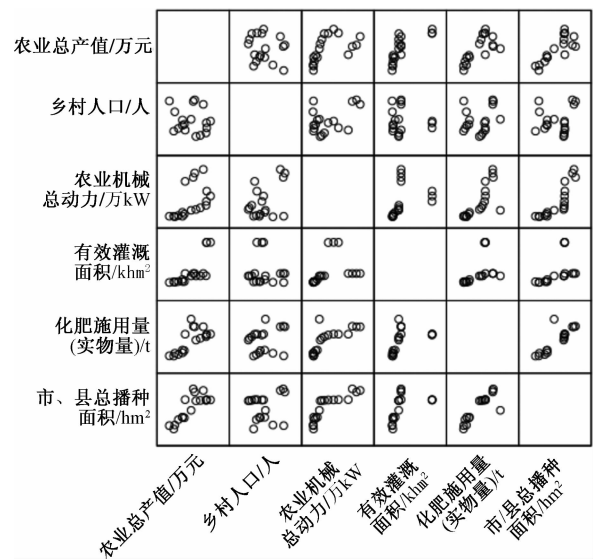 农业总产值/万元
乡村人口/人
农业机械
总动力/万kW
有效灌溉
面积/khm²
化肥施用量
(实物量)/t
市、县总播种
面积/hm²
农业总产值/万元
乡村人口/人
农业机械
总动力/万kW
有效灌溉
面积/khm²
化肥施用量
(实物量)/t
市/县总播种
面积/hm²